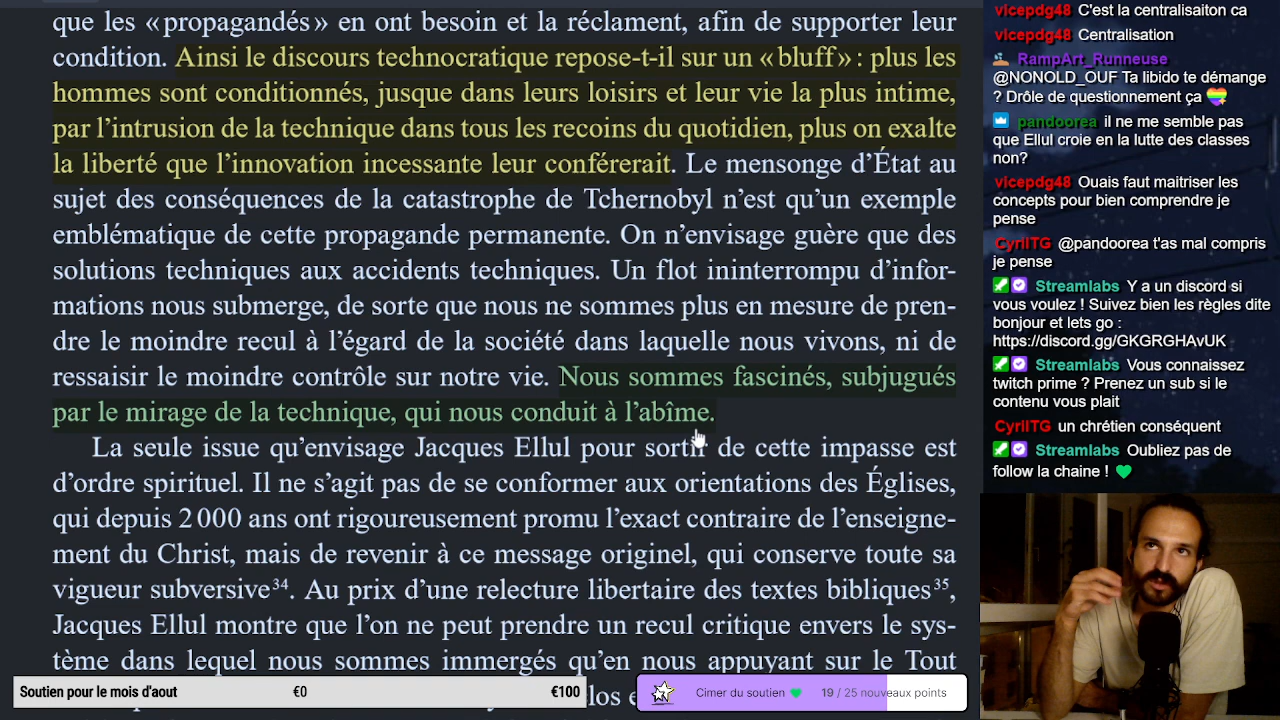 que les « propagandés » en ont besoin et la réclament, afin de supporter leur
condition. Ainsi le discours technocratique repose-t-il sur un « bluff » : plus les
hommes sont conditionnés, jusque dans leurs loisirs et leur vie la plus intime,
par l’intrusion de la technique dans tous les recoins du quotidien, plus on exalte
la liberté que l’innovation incessante leur conférerait. Le mensonge d’État au
sujet des conséquences de la catastrophe de Tchernobyl n’est qu’un exemple
emblématique de cette propagande permanente. On n’envisage guère que des
solutions techniques aux accidents techniques. Un flot ininterrompu d’infor-
mations nous submerge, de sorte que nous ne sommes plus en mesure de pren-
dre le moindre recul à l’égard de la société dans laquelle nous vivons, ni de
ressaisir le moindre contrôle sur notre vie. Nous sommes fascinés, subjugués
par le mirage de la technique, qui nous conduit à l’abîme.
La seule issue qu’envisage Jacques Ellul pour sortir de cette impasse est
d’ordre spirituel. Il ne s’agit pas de se conformer aux orientations des Églises,
qui depuis 2 000 ans ont rigoureusement promu l’exact contraire de l’enseigne-
ment du Christ, mais de revenir à ce message originel, qui conserve toute sa
vigueur subversive³⁴. Au prix d’une relecture libertaire des textes bibliques³⁵,
Jacques Ellul montre que l’on ne peut prendre un recul critique envers le sys-
tème dans lequel nous sommes immergés qu’en nous appuyant sur le Tout
Soutien pour le mois d'aout €0 €100
Cimer du soutien 💚 19 / 25 nouveaux points
vicepdg48 C'est la centralisaiton ca
vicepdg48 Centralisation
RampArt_Runneuse
@NONOLD_OUF Ta libido te démange
? Drôle de questionnement ça
pandoorea il ne me semble pas
que Ellul croie en la lutte des classes
non?
vicepdg48 Ouais faut maitriser les
concepts pour bien comprendre je
pense
CyrilTG @pandoorea t'as mal compris
je pense
Streamlabs Y a un discord si
vous voulez ! Suivez bien les règles dite
bonjour et lets go :
https://discord.gg/GKGRGHAvUK
Streamlabs Vous connaissez
twitch prime ? Prenez un sub si le
contenu vous plait
CyrilTG un chrétien conséquent
Streamlabs Oubliez pas de
follow la chaine ! 💚